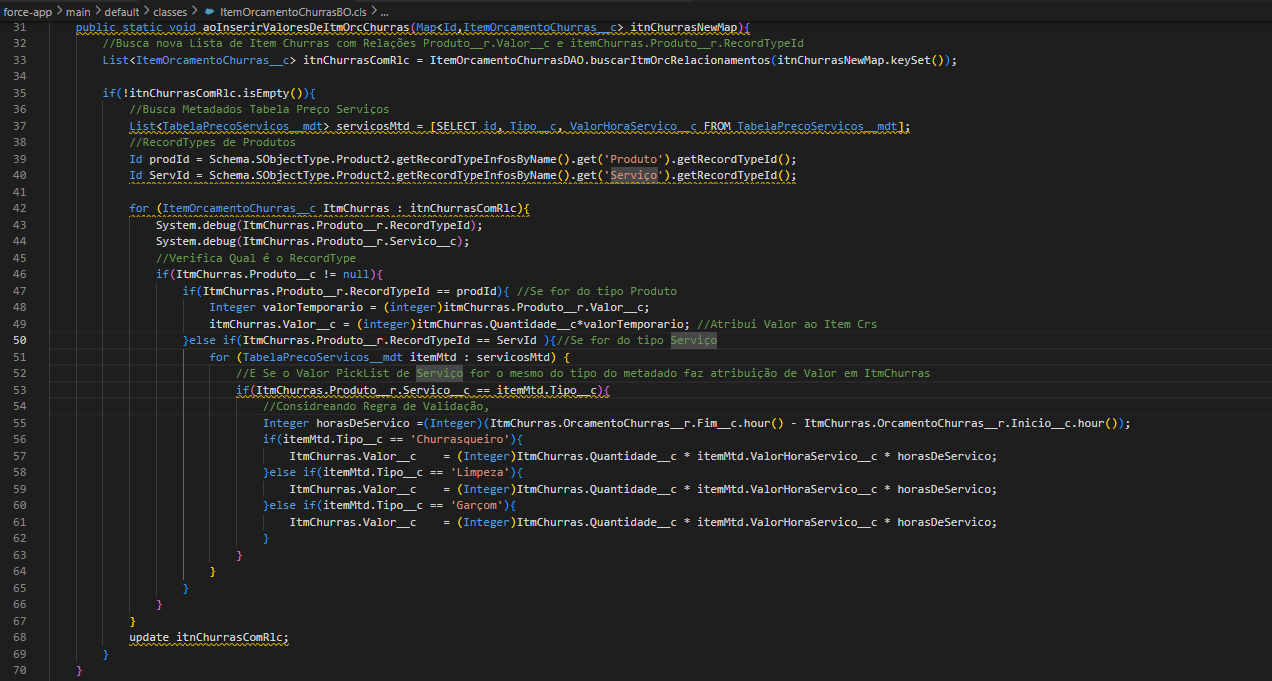 force-app > main > default > classes > ItemOrcamentoChurrasBO.cls > ...
31 public static void aoInserirValoresDeItmOrcChurras(Map<Id,ItemOrcamentoChurras__c> itnChurrasNewMap){
32 //Busca nova Lista de Item Churras com Relações Produto__r.Valor__c e itemChurras.Produto__r.RecordTypeId
33 List<ItemOrcamentoChurras__c> itnChurrasComRlc = ItemOrcamentoChurrasDAO.buscarItmOrcRelacionamentos(itnChurrasNewMap.keySet());
34
35 if(!itnChurrasComRlc.isEmpty()){
36 //Busca Metadados Tabela Preço Serviços
37 List<TabelaPrecoServicos__mdt> servicosMtd = [SELECT id, Tipo__c, ValorHoraServico__c FROM TabelaPrecoServicos__mdt];
38 //RecordTypes de Produtos
39 Id prodId = Schema.SObjectType.Product2.getRecordTypeInfosByName().get('Produto').getRecordTypeId();
40 Id ServId = Schema.SObjectType.Product2.getRecordTypeInfosByName().get('Serviço').getRecordTypeId();
41
42 for (ItemOrcamentoChurras__c ItmChurras : itnChurrasComRlc){
43 System.debug(ItmChurras.Produto__r.RecordTypeId);
44 System.debug(ItmChurras.Produto__r.Servico__c);
45 //Verifica Qual é o RecordType
46 if(ItmChurras.Produto__c != null){
47 if(ItmChurras.Produto__r.RecordTypeId == prodId){ //Se for do tipo Produto
48 Integer valorTemporario = (integer)itmChurras.Produto__r.Valor__c;
49 itmChurras.Valor__c = (integer)itmChurras.Quantidade__c*valorTemporario; //Atribui Valor ao Item Crs
50 }else if(ItmChurras.Produto__r.RecordTypeId == ServId ){//Se for do tipo Serviço
51 for (TabelaPrecoServicos__mdt itemMtd : servicosMtd) {
52 //E Se o Valor PickList de Serviço for o mesmo do tipo do metadado faz atribuição de Valor em ItmChurras
53 if(ItmChurras.Produto__r.Servico__c == itemMtd.Tipo__c){
54 //Considreando Regra de Validação,
55 Integer horasDeServico =(Integer)(ItmChurras.OrcamentoChurras__r.Fim__c.hour() - ItmChurras.OrcamentoChurras__r.Inicio__c.hour());
56 if(itemMtd.Tipo__c == 'Churrasqueiro'){
57 ItmChurras.Valor__c = (Integer)ItmChurras.Quantidade__c * itemMtd.ValorHoraServico__c * horasDeServico;
58 }else if(itemMtd.Tipo__c == 'Limpeza'){
59 ItmChurras.Valor__c = (Integer)ItmChurras.Quantidade__c * itemMtd.ValorHoraServico__c * horasDeServico;
60 }else if(itemMtd.Tipo__c == 'Garçom'){
61 ItmChurras.Valor__c = (Integer)ItmChurras.Quantidade__c * itemMtd.ValorHoraServico__c * horasDeServico;
62 }
63 }
64 }
65 }
66 }
67 }
68 update itnChurrasComRlc;
69 }
70 }